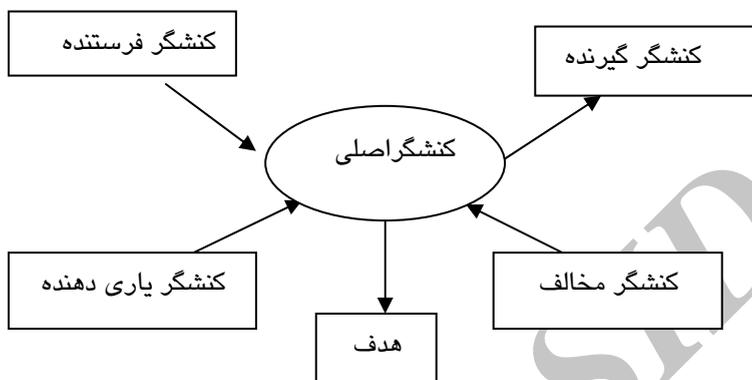 کنشگر فرستنده
کنشگر گیرنده
کنشگراصلی
کنشگر یاری دهنده
کنشگر مخالف
هدف